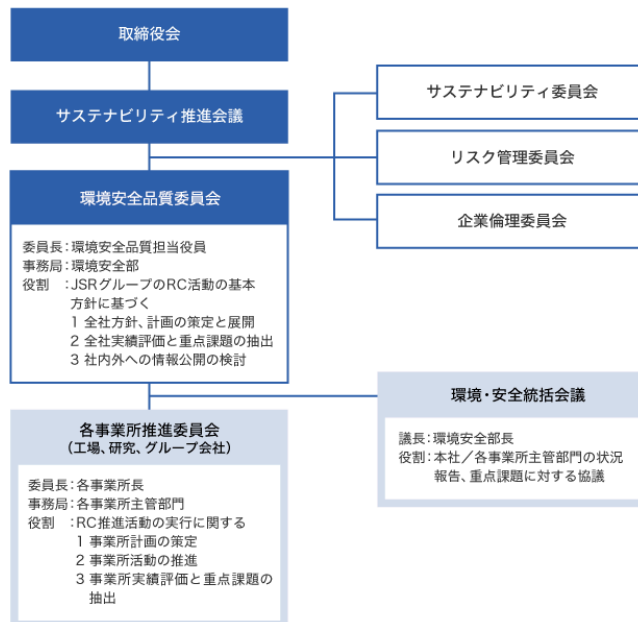 取締役会
サステナビリティ推進会議
サステナビリティ委員会
リスク管理委員会
企業倫理委員会
環境安全品質委員会
委員長：環境安全品質担当役員
事務局：環境安全部
役割　：JSRグループのRC活動の基本
方針に基づく
1 全社方針、計画の策定と展開
2 全社実績評価と重点課題の抽出
3 社内外への情報公開の検討
環境・安全統括会議
議長：環境安全部長
役割：本社／各事業所主管部門の状況
報告、重点課題に対する協議
各事業所推進委員会
（工場、研究、グループ会社）
委員長：各事業所長
事務局：各事業所主管部門
役割　：RC推進活動の実行に関する
1 事業所計画の策定
2 事業所活動の推進
3 事業所実績評価と重点課題の
抽出